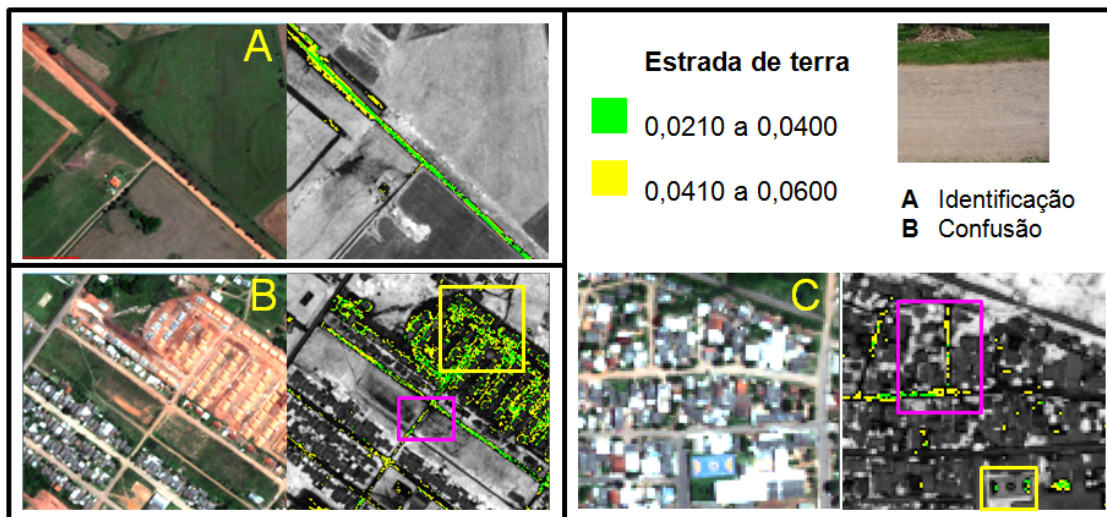 A
Estrada de terra
0,0210 a 0,0400
0,0410 a 0,0600
A Identificação
B Confusão
B
C